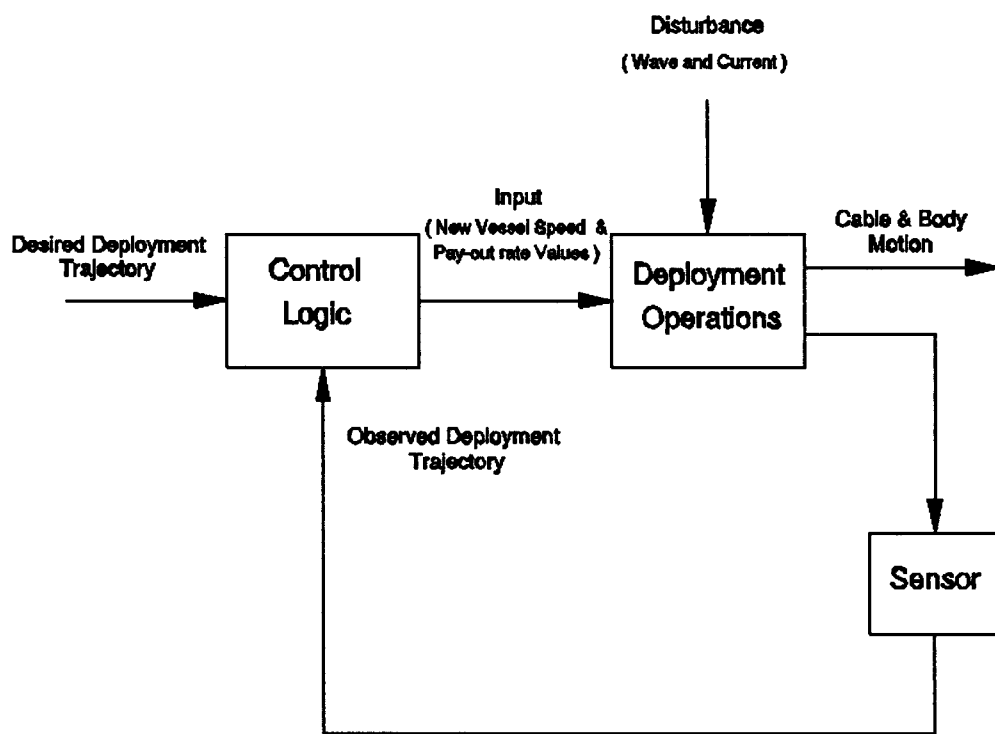 Disturbance
( Wave and Current )
Input
( New Vessel Speed &
Pay-out rate Values )
Cable & Body
Motion
Desired Deployment
Trajectory
Control
Logic
Deployment
Operations
Observed Deployment
Trajectory
Sensor